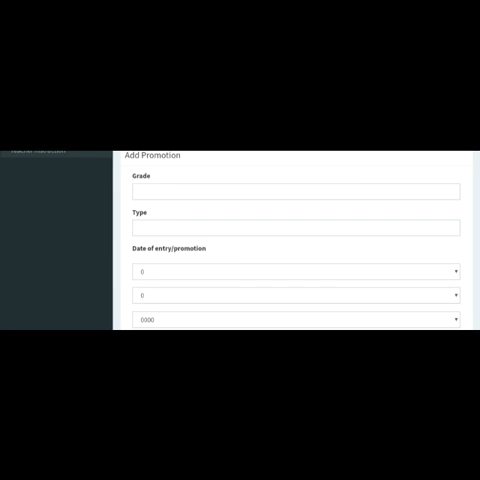 Add Promotion
Grade
Type
Date of entry/promotion
0
0
0000